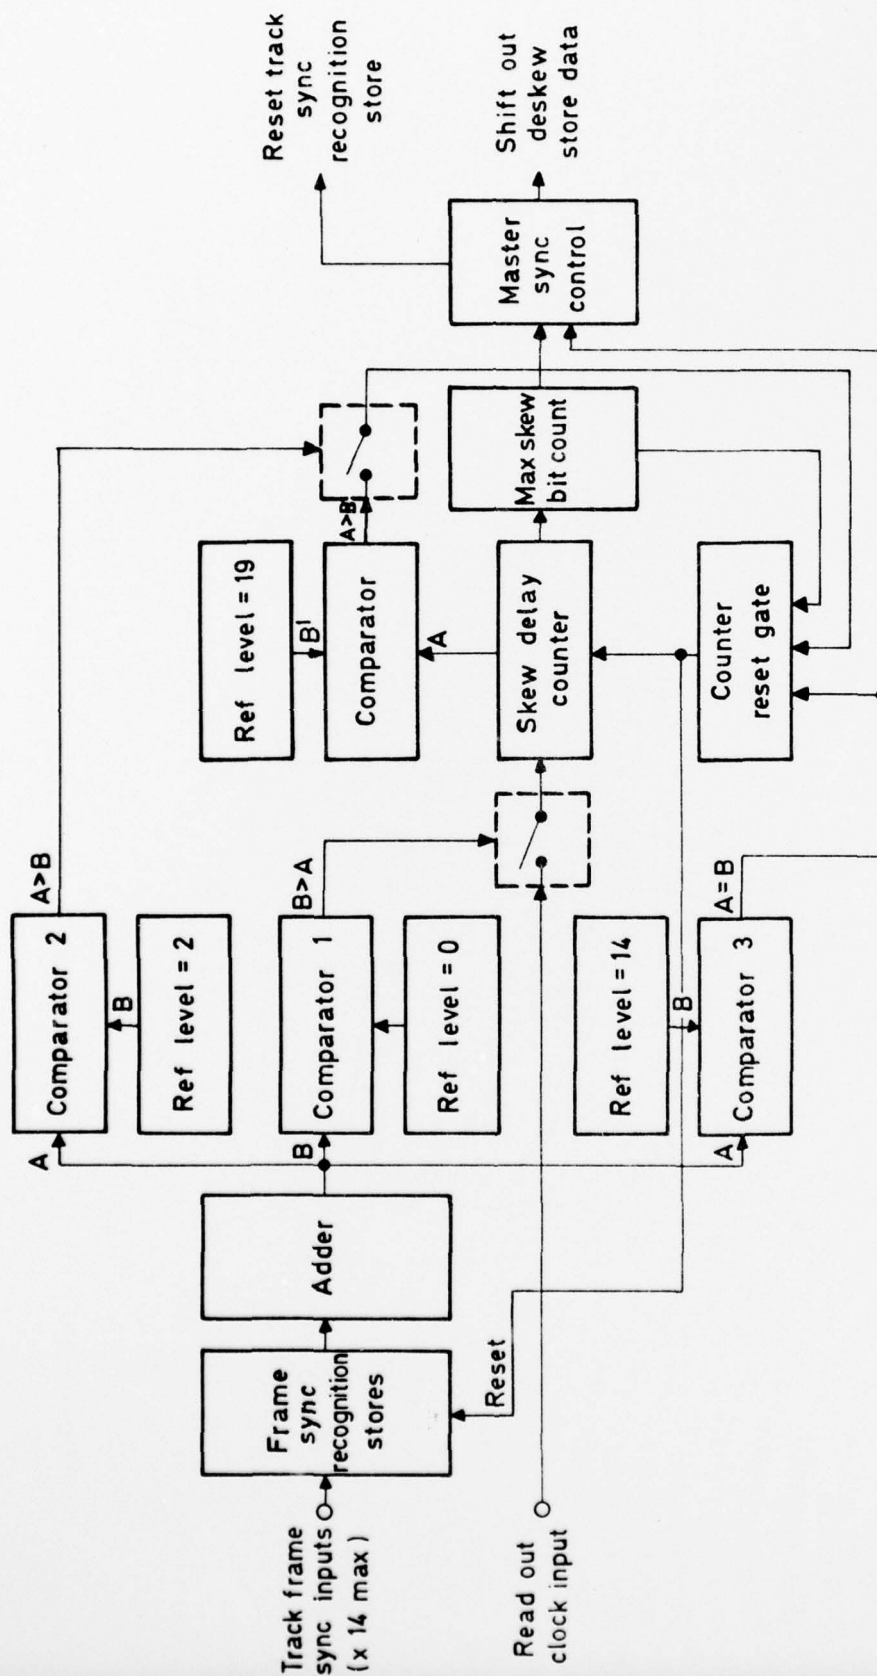 Track frame
sync inputs
(x 14 max)
Read out
clock input
Frame
sync
recognition
stores
Reset
Adder
A
B
A
Comparator 2
B
Ref level = 2
Comparator 1
Ref level = 0
Ref level = 14
B
Comparator 3
A>B
B>A
A=B
Ref level = 19
B'
Comparator
A
Skew delay
counter
Counter
reset gate
A>B
Max skew
bit count
Master
sync
control
Reset track
sync
recognition
store
Shift out
deskew
store data